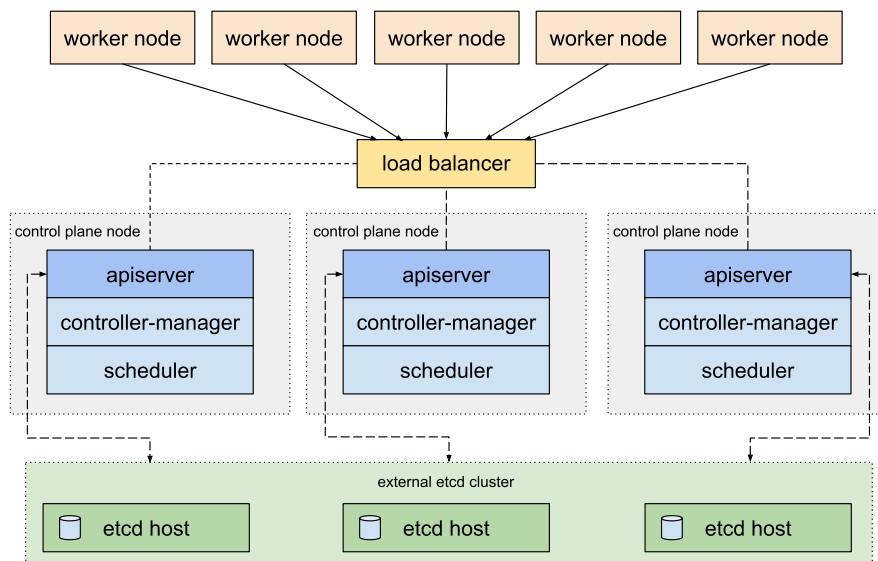 worker node
worker node
worker node
worker node
worker node
load balancer
control plane node
control plane node
control plane node
apiserver
apiserver
apiserver
controller-manager
controller-manager
controller-manager
scheduler
scheduler
scheduler
external etcd cluster
etcd host
etcd host
etcd host